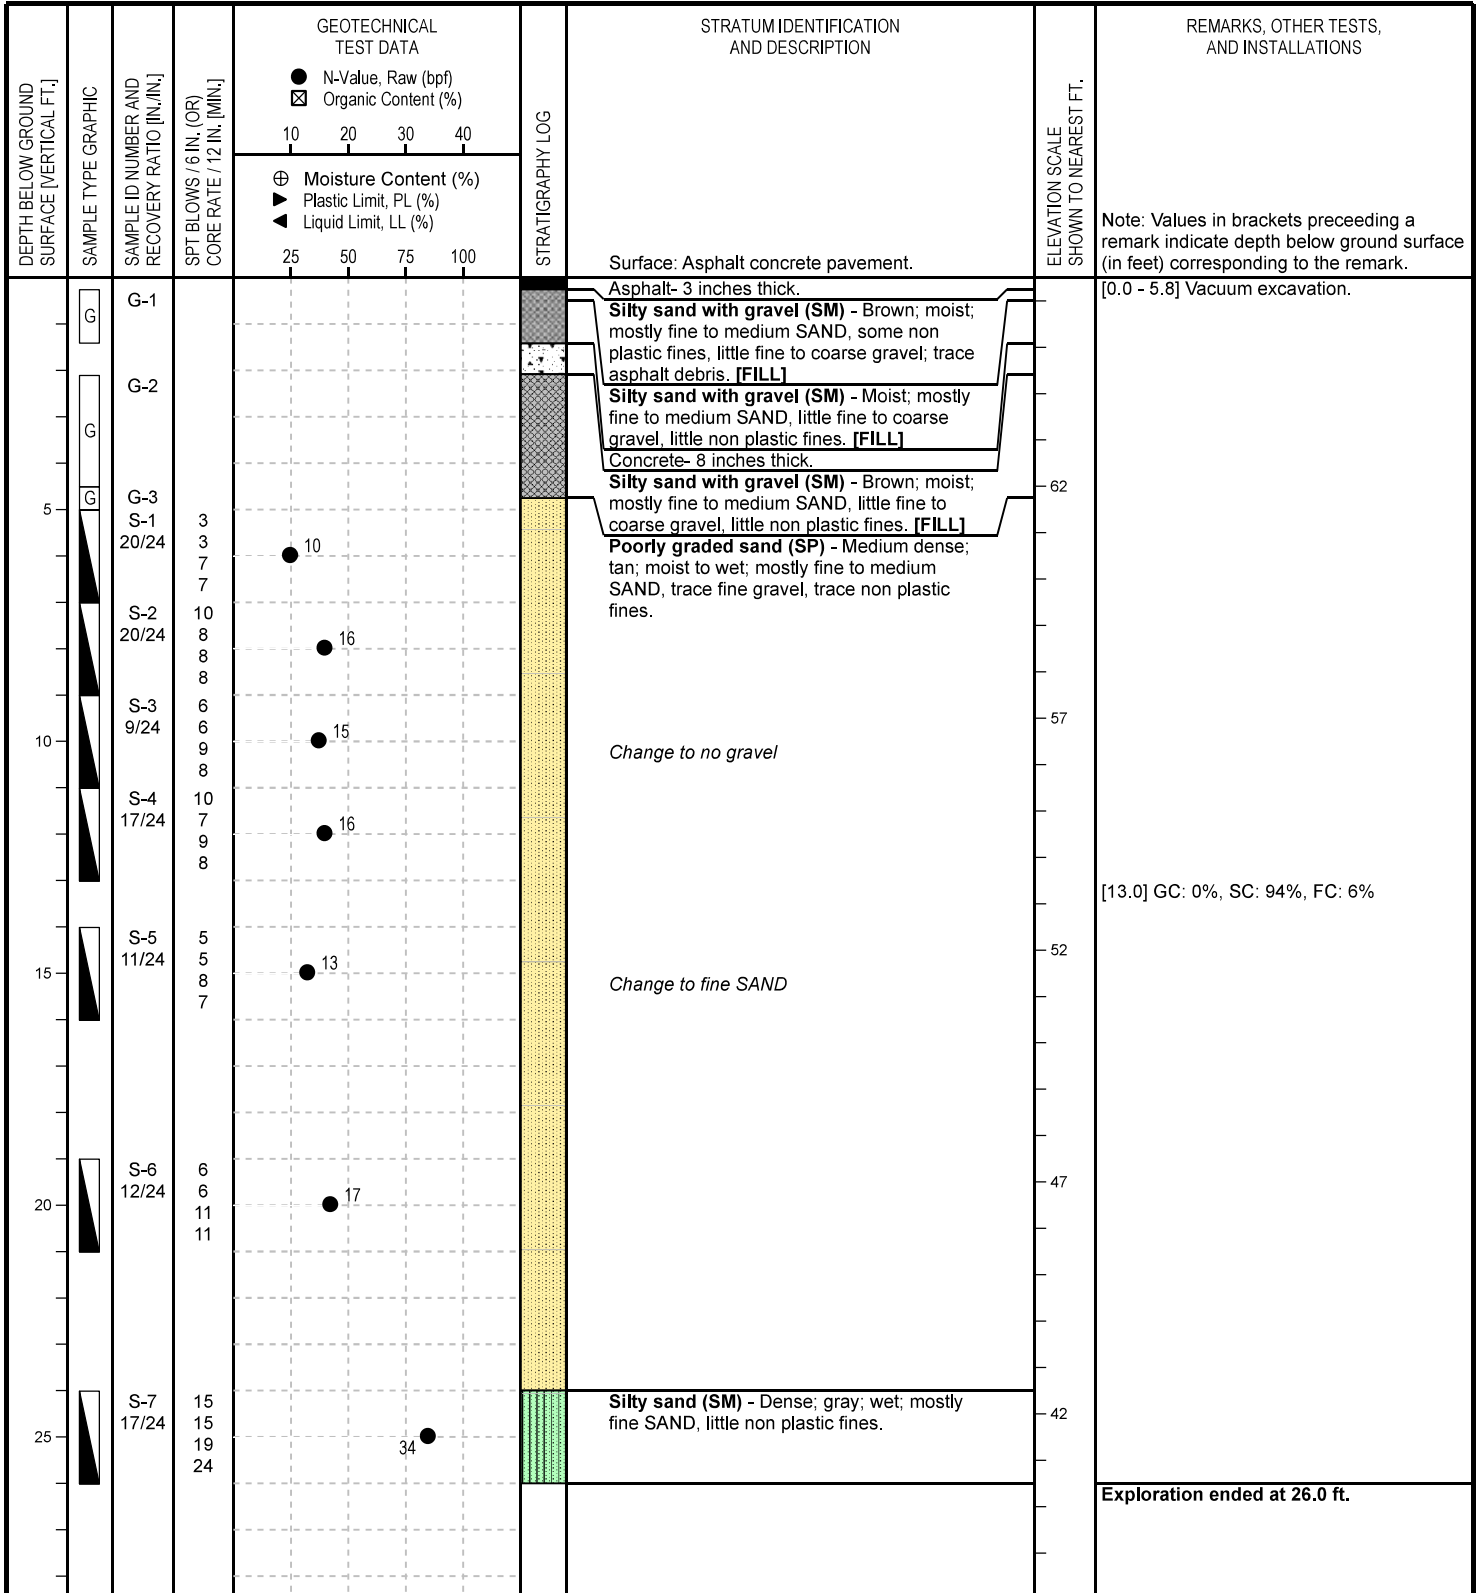 DEPTH BELOW GROUND
SURFACE [VERTICAL FT.]
SAMPLE TYPE GRAPHIC
SAMPLE ID NUMBER AND
RECOVERY RATIO [IN./IN.]
SPT BLOWS / 6 IN. (OR)
CORE RATE / 12 IN. [MIN.]
GEOTECHNICAL
TEST DATA
N-Value, Raw (bpf)
Organic Content (%)
10 20 30 40
Moisture Content (%)
Plastic Limit, PL (%)
Liquid Limit, LL (%)
25 50 75 100
STRATIGRAPHY LOG
STRATUM IDENTIFICATION
AND DESCRIPTION
Surface: Asphalt concrete pavement.
ELEVATION SCALE
SHOWN TO NEAREST FT.
REMARKS, OTHER TESTS,
AND INSTALLATIONS
Note: Values in brackets preceeding a
remark indicate depth below ground surface
(in feet) corresponding to the remark.
5
10
15
20
25
G
G
G
G-1
G-2
G-3
S-1
20/24
S-2
20/24
S-3
9/24
S-4
17/24
S-5
11/24
S-6
12/24
S-7
17/24
3
3
7
7
10
8
8
8
6
6
9
8
10
7
9
8
5
5
8
7
6
6
11
11
15
15
19
24
10
16
15
16
13
17
34
Asphalt- 3 inches thick.
Silty sand with gravel (SM) - Brown; moist;
mostly fine to medium SAND, some non
plastic fines, little fine to coarse gravel; trace
asphalt debris. [FILL]
Silty sand with gravel (SM) - Moist; mostly
fine to medium SAND, little fine to coarse
gravel, little non plastic fines. [FILL]
Concrete- 8 inches thick.
Silty sand with gravel (SM) - Brown; moist;
mostly fine to medium SAND, little fine to
coarse gravel, little non plastic fines. [FILL]
Poorly graded sand (SP) - Medium dense;
tan; moist to wet; mostly fine to medium
SAND, trace fine gravel, trace non plastic
fines.
Change to no gravel
Change to fine SAND
Silty sand (SM) - Dense; gray; wet; mostly
fine SAND, little non plastic fines.
62
57
52
47
42
[0.0 - 5.8] Vacuum excavation.
[13.0] GC: 0%, SC: 94%, FC: 6%
Exploration ended at 26.0 ft.